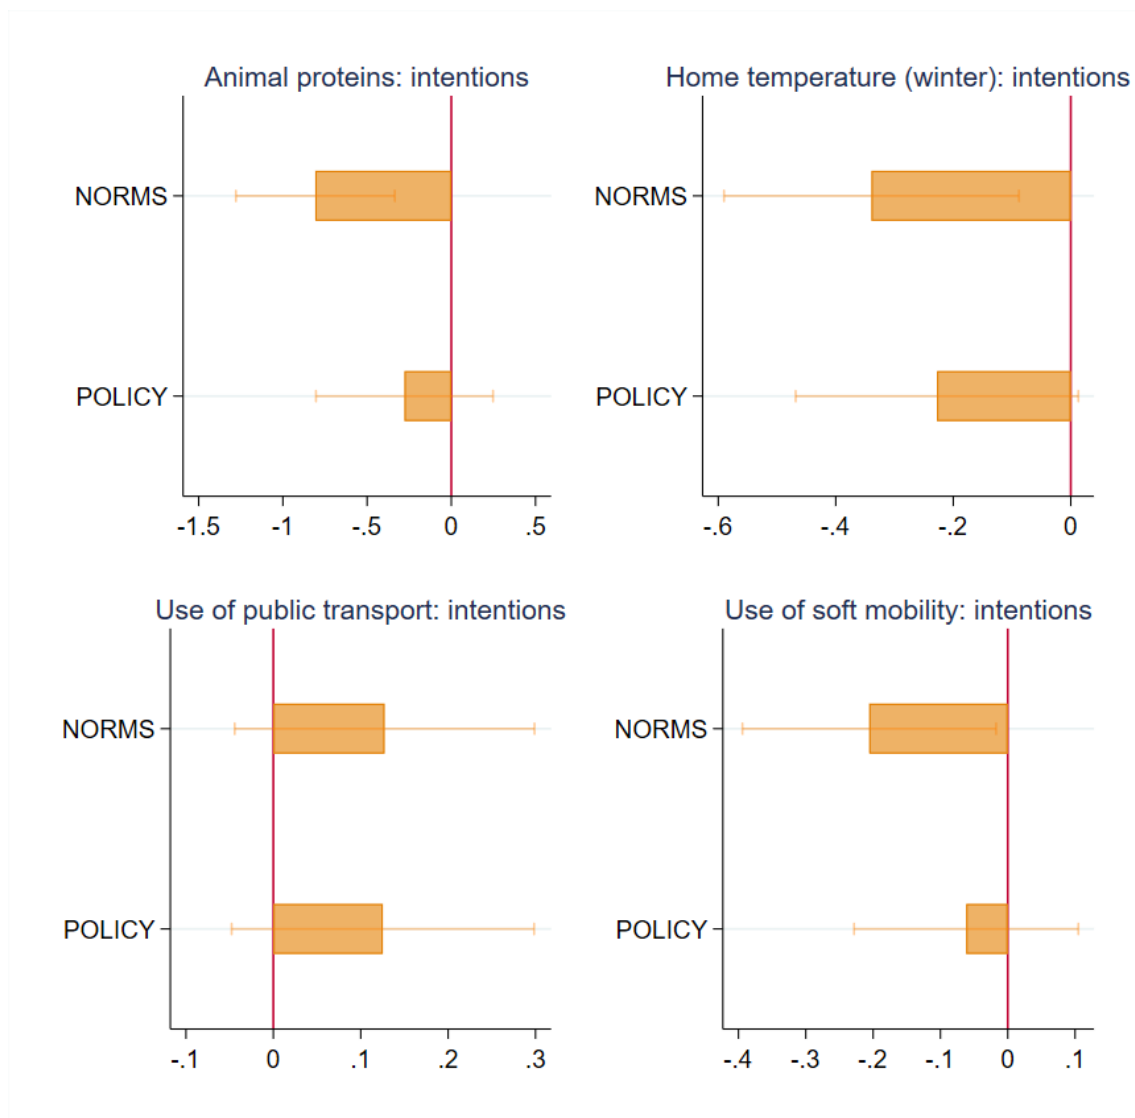 Animal proteins: intentions
NORMS
POLICY
-1.5 -1 -.5 0 .5
Home temperature (winter): intentions
NORMS
POLICY
-.6 -.4 -.2 0
Use of public transport: intentions
NORMS
POLICY
-.1 0 .1 .2 .3
Use of soft mobility: intentions
NORMS
POLICY
-.4 -.3 -.2 -.1 0 .1